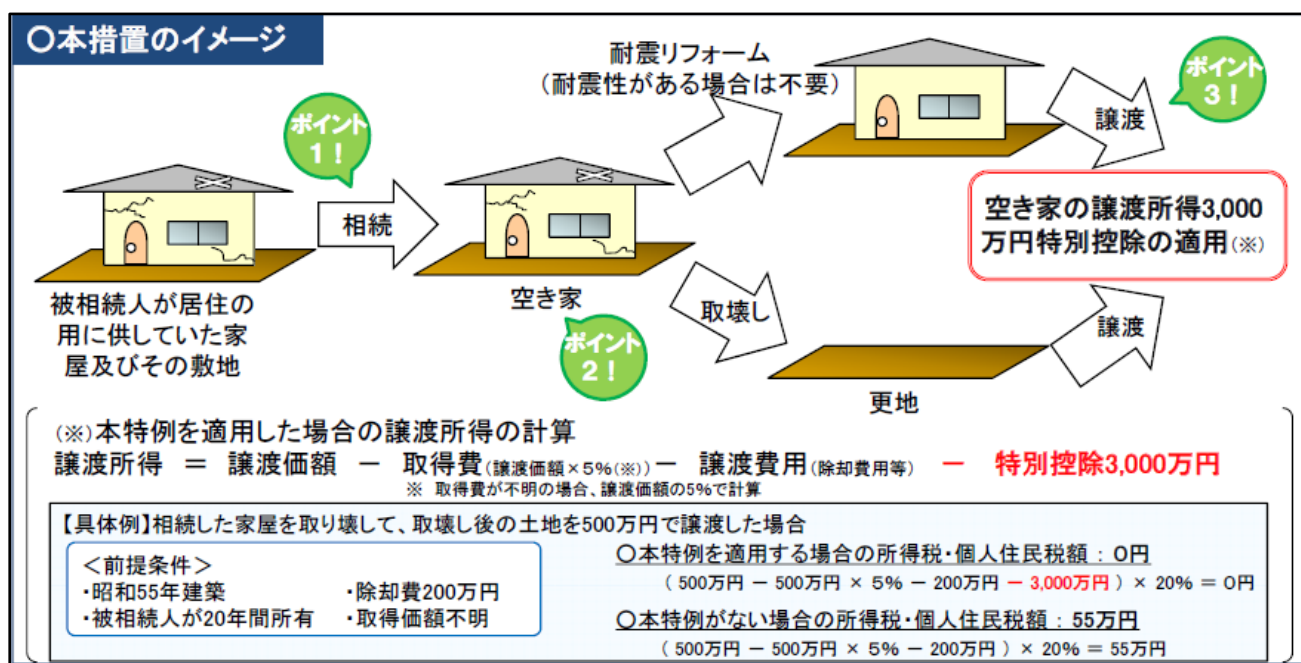 〇本措置のイメージ
耐震リフォーム
（耐震性がある場合は不要）
ポイント
1！
ポイント
3！
相続
譲渡
空き家の譲渡所得3,000
万円特別控除の適用(※)
被相続人が居住の
用に供していた家
屋及びその敷地
空き家
ポイント
2！
取壊し
譲渡
更地
(※)本特例を適用した場合の譲渡所得の計算
譲渡所得 ＝ 譲渡価額 － 取得費(譲渡価額×5%(※))－ 譲渡費用(除却費用等) － 特別控除3,000万円
※ 取得費が不明の場合、譲渡価額の5%で計算
【具体例】相続した家屋を取り壊して、取壊し後の土地を500万円で譲渡した場合
＜前提条件＞
・昭和55年建築 ・除却費200万円
・被相続人が20年間所有 ・取得価額不明
〇本特例を適用する場合の所得税・個人住民税額 ： 0円
（ 500万円 － 500万円 × 5% － 200万円 － 3,000万円 ） × 20% ＝ 0円
〇本特例がない場合の所得税・個人住民税額 ： 55万円
（ 500万円 － 500万円 × 5% － 200万円 ） × 20% ＝ 55万円